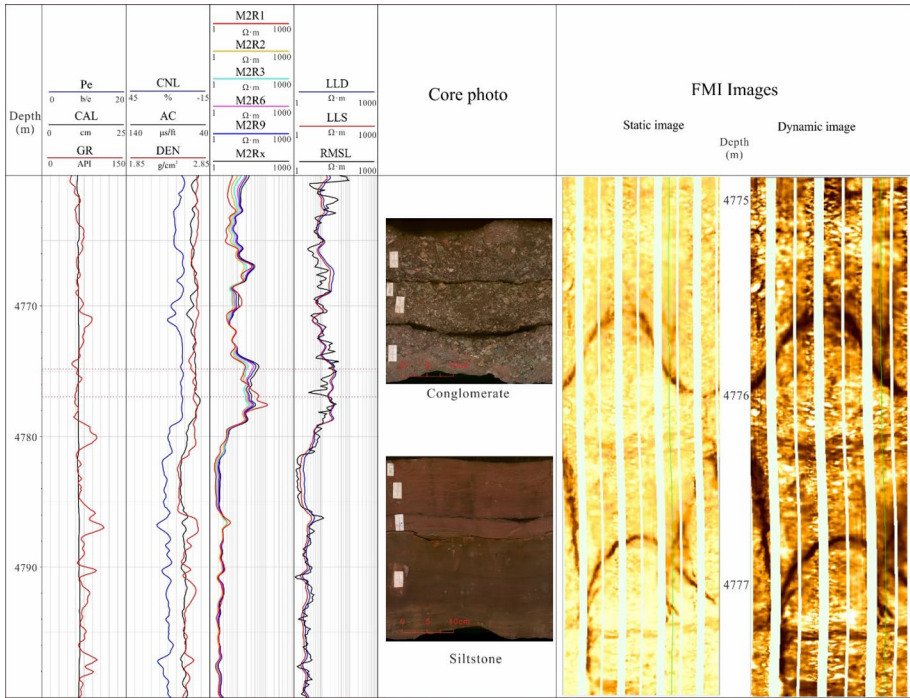 Depth
(m)
Pe
0 b/e 20
CAL
0 cm 25
GR
0 API 150
CNL
45 % -15
AC
140 μs/ft 40
DEN
1.85 g/cm³ 2.85
M2R1
1 Ω·m 1000
M2R2
1 Ω·m 1000
M2R3
1 Ω·m 1000
M2R6
1 Ω·m 1000
M2R9
1 Ω·m 1000
M2Rx
1 1000
LLD
1 Ω·m 1000
LLS
1 Ω·m 1000
RMSL
1 Ω·m 1000
Core photo
FMI Images
Static image
Dynamic image
Depth
(m)
4770
4780
4790
Conglomerate
0 5 10cm
Siltstone
4775
4776
4777